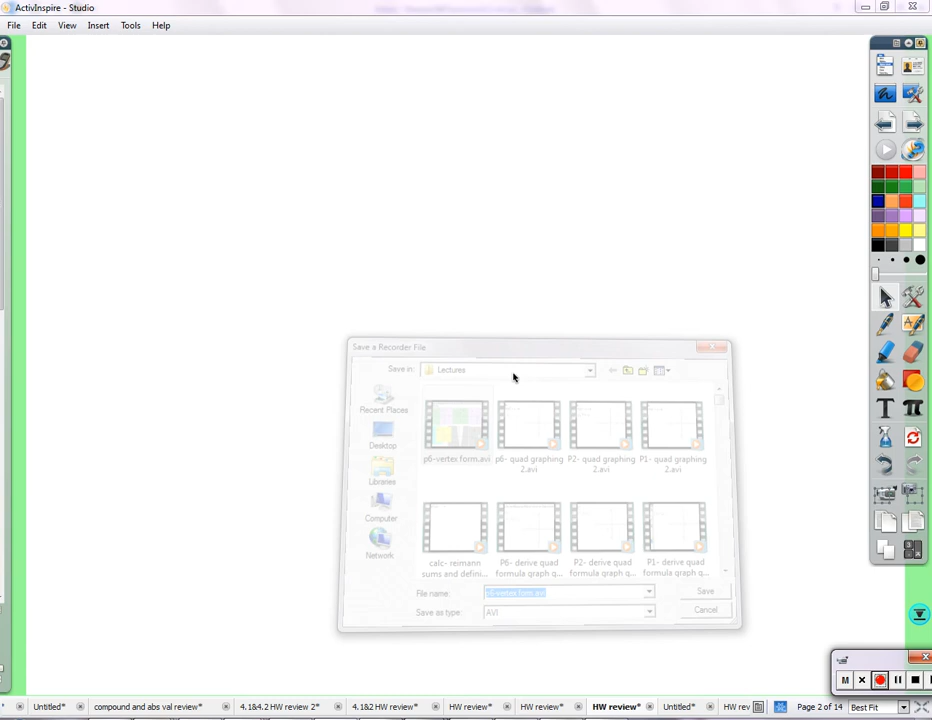 ActivInspire - Studio
File Edit View Insert Tools Help
Save a Recorder File
Save in: Lectures
Recent Places
Desktop
Libraries
Computer
Network
p6-vertex form.avi
p6- quad graphing 2.avi
P2- quad graphing 2.avi
P1- quad graphing 2.avi
calc- reimann sums and defini...
P6- derive quad formula graph q...
P2- derive quad formula graph q...
P1- derive quad formula graph q...
File name: p6-vertex form.avi Save
Save as type: AVI Cancel
M
Untitled* compound and abs val review* 4.1&4.2 HW review 2* 4.1&2 HW review* HW review* HW review* HW review* Untitled* HW rev Page 2 of 14 Best Fit